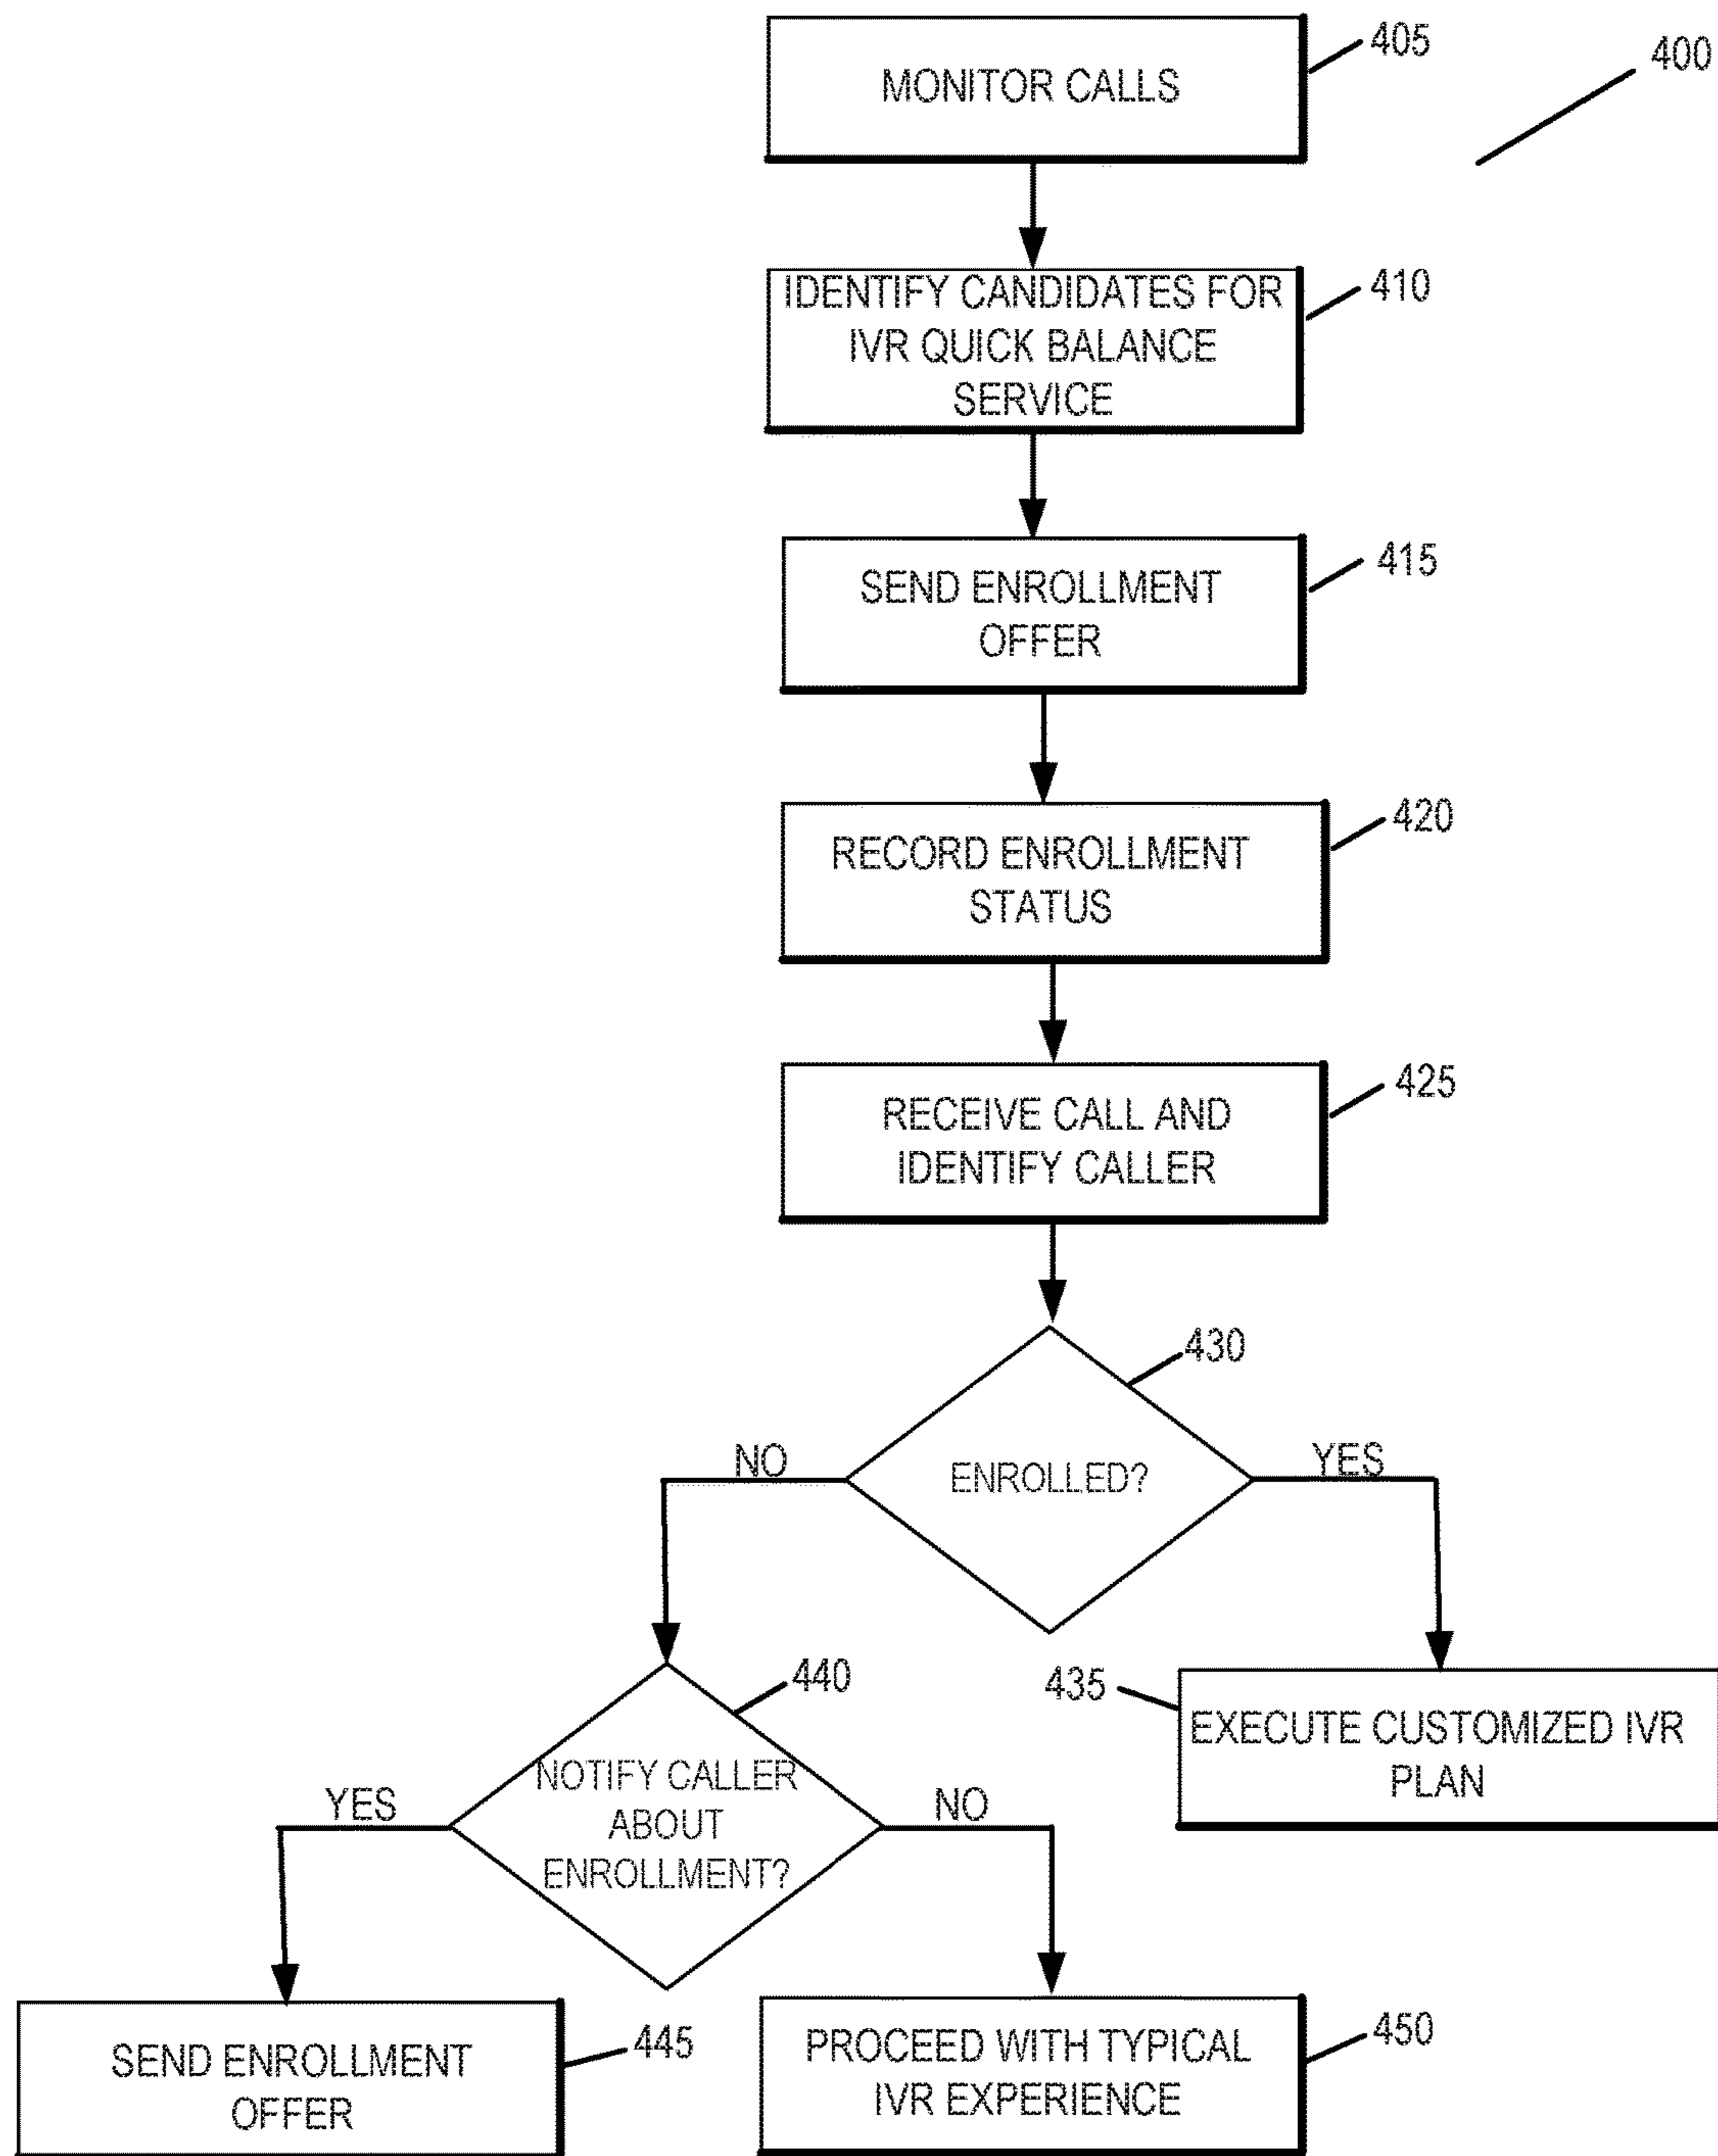 MONITOR CALLS
405
400
IDENTIFY CANDIDATES FOR
IVR QUICK BALANCE
SERVICE
410
SEND ENROLLMENT
OFFER
415
RECORD ENROLLMENT
STATUS
420
RECEIVE CALL AND
IDENTIFY CALLER
425
430
NO
ENROLLED?
YES
440
435
EXECUTE CUSTOMIZED IVR
PLAN
NOTIFY CALLER
ABOUT
ENROLLMENT?
YES
NO
SEND ENROLLMENT
OFFER
445
PROCEED WITH TYPICAL
IVR EXPERIENCE
450